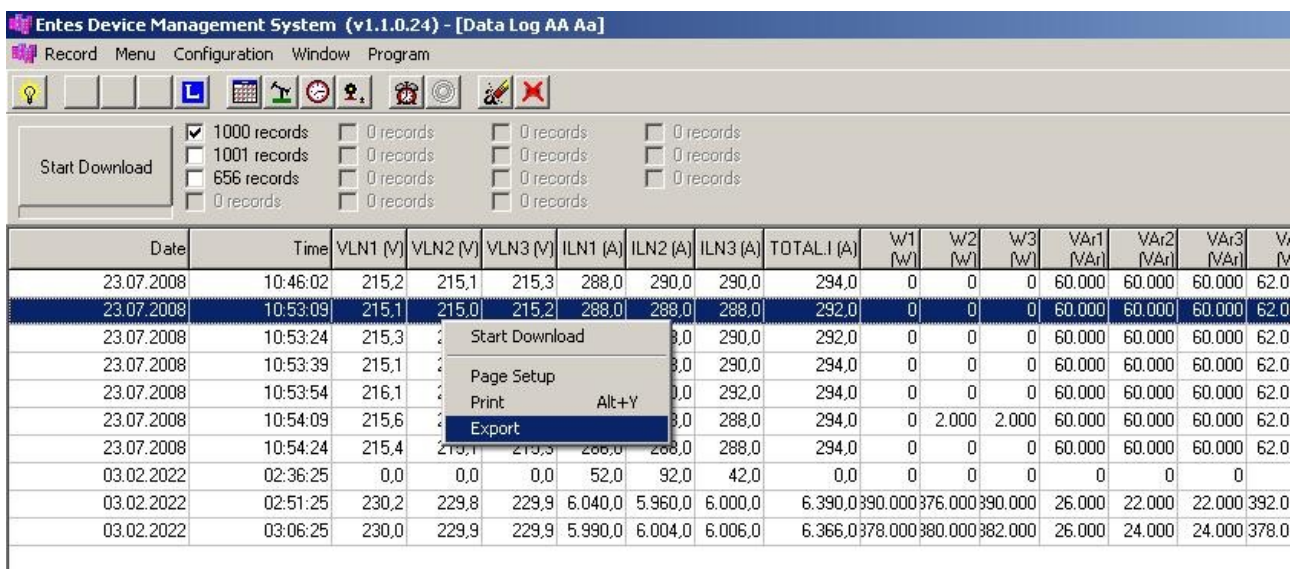 Entes Device Management System (v1.1.0.24) - [Data Log AA Aa]
Record Menu Configuration Window Program
L
Start Download
1000 records 0 records 0 records 0 records
1001 records 0 records 0 records 0 records
656 records 0 records 0 records 0 records
0 records 0 records 0 records
Date Time VLN1 (V) VLN2 (V) VLN3 (V) ILN1 (A) ILN2 (A) ILN3 (A) TOTAL.I (A) W1 (W) W2 (W) W3 (W) VAr1 (VAr) VAr2 (VAr) VAr3 (VAr)
23.07.2008 10:46:02 215,2 215,1 215,3 288,0 290,0 290,0 294,0 0 0 0 60.000 60.000 60.000 62.0
23.07.2008 10:53:09 215,1 215,0 215,2 288,0 288,0 288,0 292,0 0 0 0 60.000 60.000 60.000 62.0
23.07.2008 10:53:24 215,3 290,0 292,0 0 0 0 60.000 60.000 60.000 62.0
23.07.2008 10:53:39 215,1 290,0 294,0 0 0 0 60.000 60.000 60.000 62.0
23.07.2008 10:53:54 216,1 292,0 294,0 0 0 0 60.000 60.000 60.000 62.0
23.07.2008 10:54:09 215,6 288,0 294,0 0 2.000 2.000 60.000 60.000 60.000 62.0
23.07.2008 10:54:24 215,4 215,1 215,3 286,0 288,0 288,0 294,0 0 0 0 60.000 60.000 60.000 62.0
03.02.2022 02:36:25 0,0 0,0 0,0 52,0 92,0 42,0 0,0 0 0 0 0 0 0
03.02.2022 02:51:25 230,2 229,8 229,9 6.040,0 5.960,0 6.000,0 6.390,0 390.000 376.000 390.000 26.000 22.000 22.000 392.0
03.02.2022 03:06:25 230,0 229,9 229,9 5.990,0 6.004,0 6.006,0 6.366,0 378.000 380.000 382.000 26.000 24.000 24.000 378.0
Start Download
Page Setup
Print Alt+Y
Export